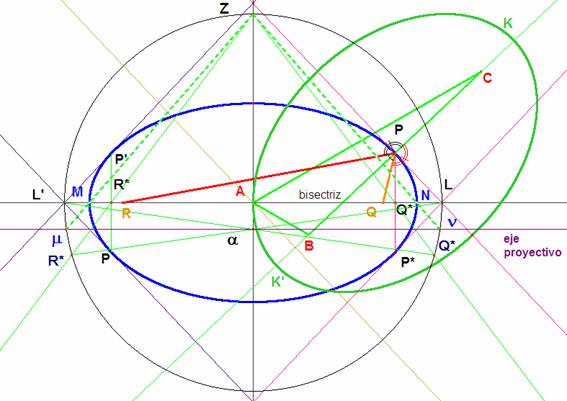 Z
K
C
P
P'
M
R*
A
bisectriz
N
L
L'
R
Q
Q*
μ
α
ν
B
eje
proyectivo
R*
P
P*
Q*
K'